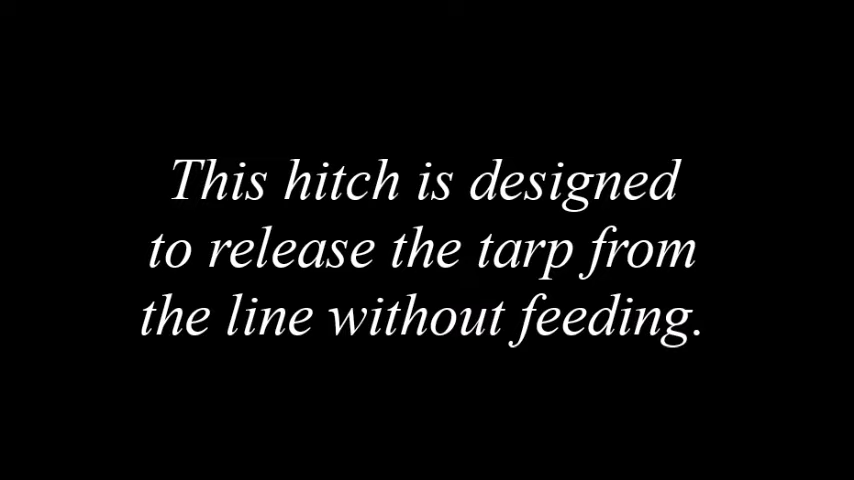 This hitch is designed
to release the tarp from
the line without feeding.